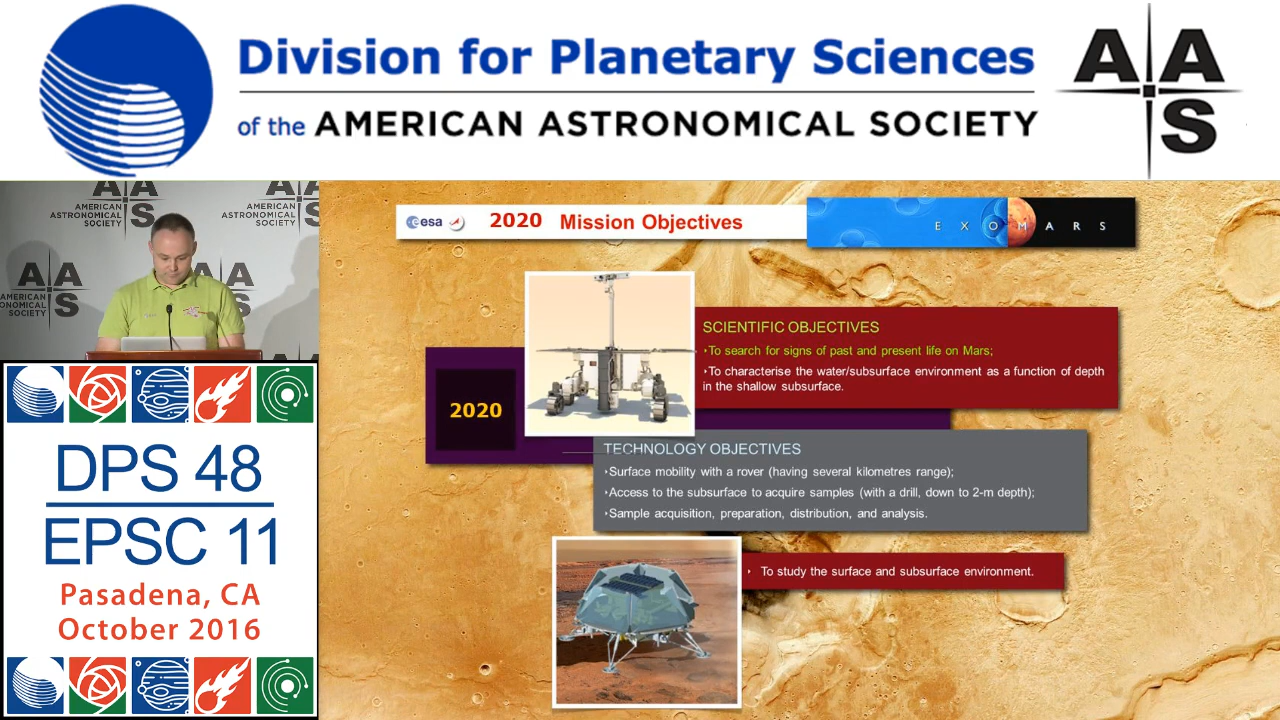 Division for Planetary Sciences
of the AMERICAN ASTRONOMICAL SOCIETY
A A
S
A A
AMERICAN
ASTRONOMICAL
SOCIETY
S
A A
AMERICAN
ASTRONOMICAL
SOCIETY
S
A A
AMERICAN
ASTRONOMICAL
SOCIETY
S
A A
S
DPS 48
EPSC 11
Pasadena, CA
October 2016
esa
2020 Mission Objectives
EXOMARS
2020
SCIENTIFIC OBJECTIVES
To search for signs of past and present life on Mars;
To characterise the water/subsurface environment as a function of depth
in the shallow subsurface.
TECHNOLOGY OBJECTIVES
Surface mobility with a rover (having several kilometres range);
Access to the subsurface to acquire samples (with a drill, down to 2-m depth);
Sample acquisition, preparation, distribution, and analysis.
To study the surface and subsurface environment.